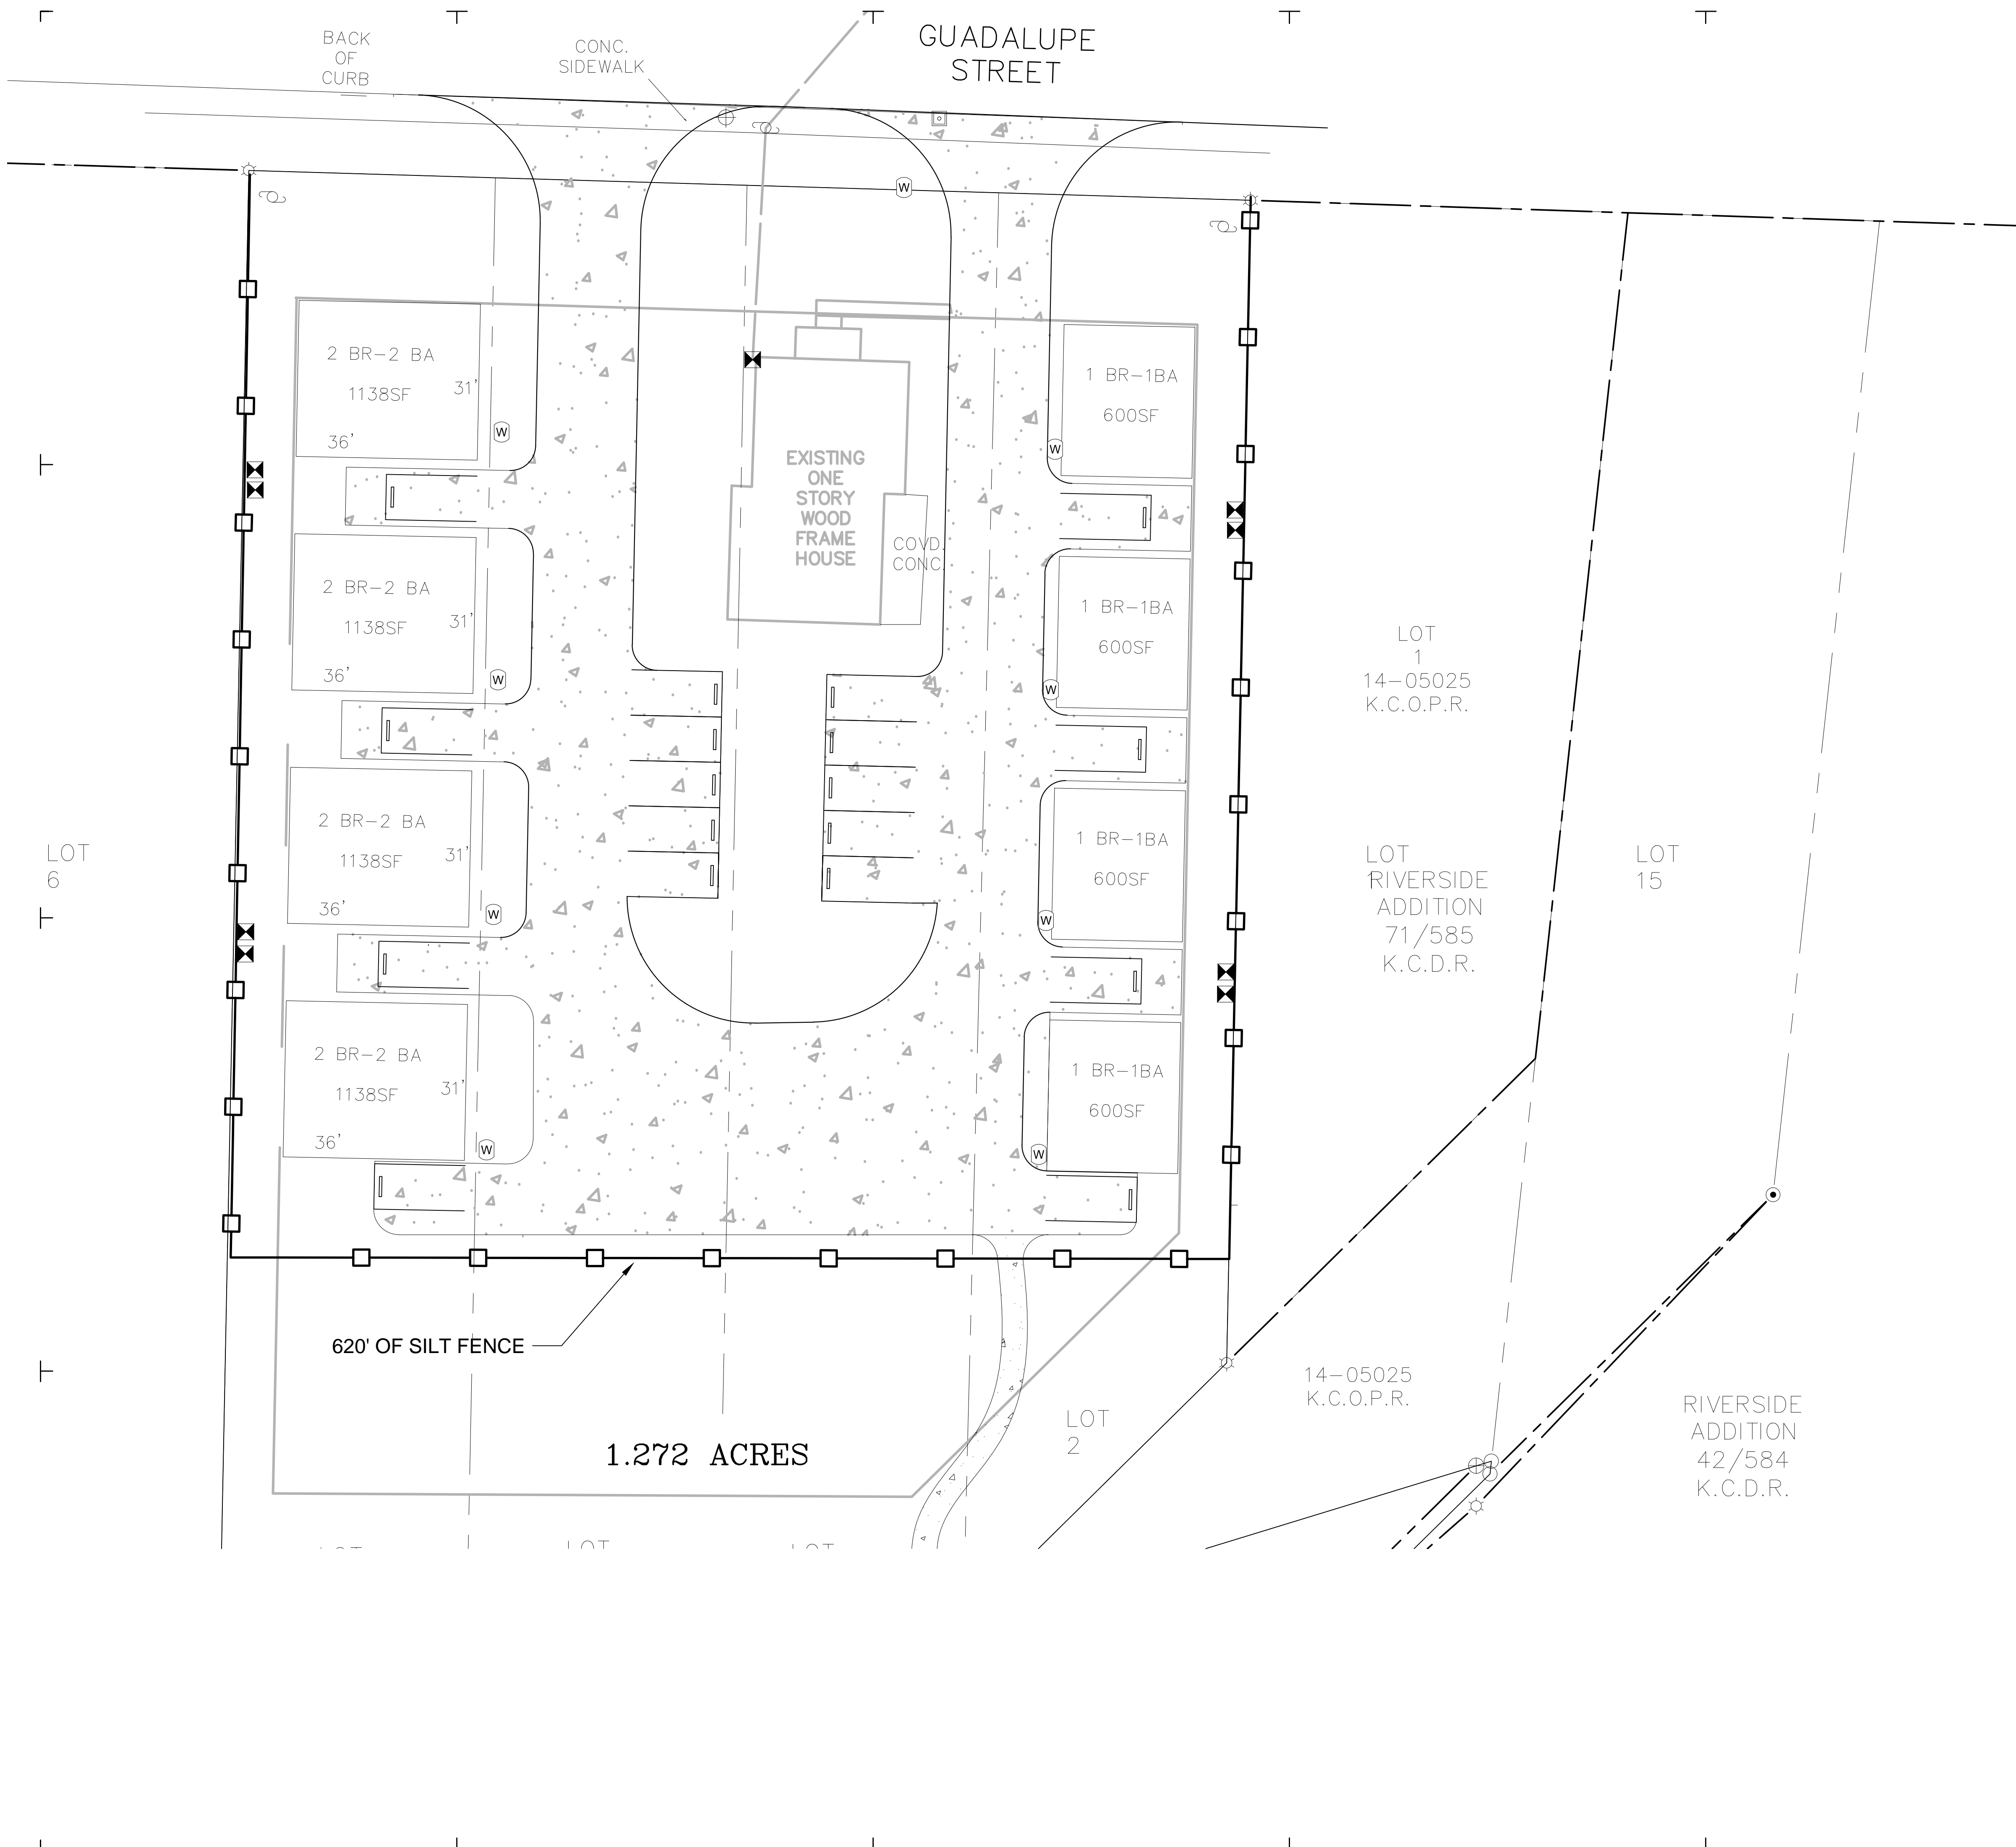 GUADALUPE
STREET
BACK
OF
CURB
CONC.
SIDEWALK
W
2 BR-2 BA
1138SF
31'
36'
W
1 BR-1BA
600SF
W
EXISTING
ONE
STORY
WOOD
FRAME
HOUSE
COVD.
CONC.
2 BR-2 BA
1138SF
31'
36'
W
1 BR-1BA
600SF
W
LOT
1
14-05025
K.C.O.P.R.
LOT
6
2 BR-2 BA
1138SF
31'
36'
W
1 BR-1BA
600SF
W
LOT
1
RIVERSIDE
ADDITION
71/585
K.C.D.R.
LOT
15
2 BR-2 BA
1138SF
31'
36'
W
1 BR-1BA
600SF
W
620' OF SILT FENCE
1.272 ACRES
LOT
2
14-05025
K.C.O.P.R.
RIVERSIDE
ADDITION
42/584
K.C.D.R.
LOT
LOT
LOT